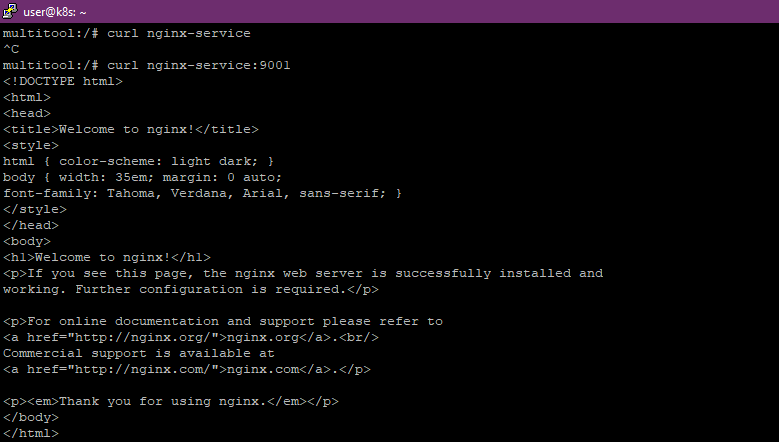 user@k8s: ~
multitool:/# curl nginx-service
^C
multitool:/# curl nginx-service:9001
<!DOCTYPE html>
<html>
<head>
<title>Welcome to nginx!</title>
<style>
html { color-scheme: light dark; }
body { width: 35em; margin: 0 auto;
font-family: Tahoma, Verdana, Arial, sans-serif; }
</style>
</head>
<body>
<h1>Welcome to nginx!</h1>
<p>If you see this page, the nginx web server is successfully installed and
working. Further configuration is required.</p>

<p>For online documentation and support please refer to
<a href="http://nginx.org/">nginx.org</a>.<br/>
Commercial support is available at
<a href="http://nginx.com/">nginx.com</a>.</p>

<p><em>Thank you for using nginx.</em></p>
</body>
</html>